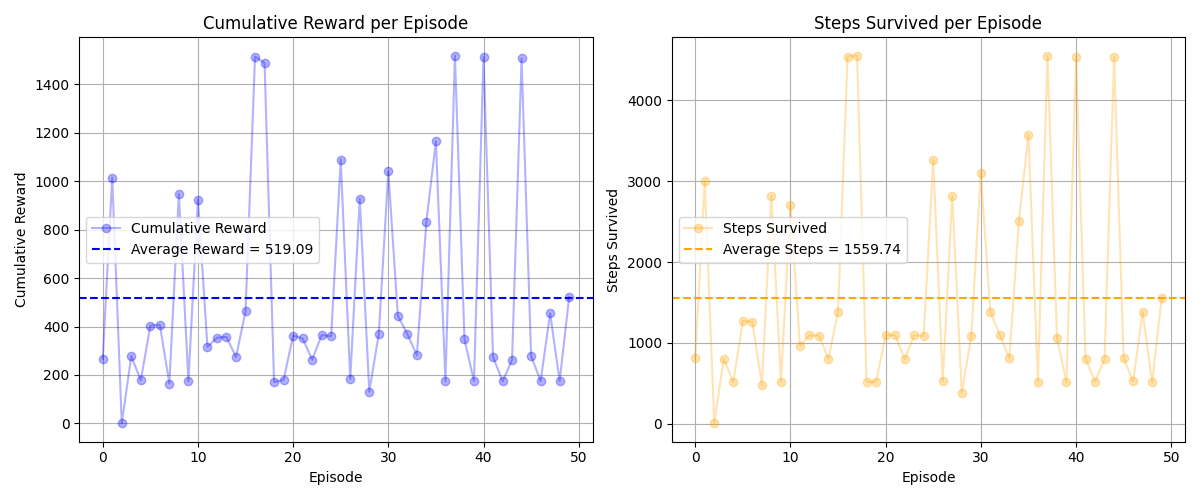 Cumulative Reward per Episode
Cumulative Reward
1400
1200
1000
800
600
400
200
0
Cumulative Reward
Average Reward = 519.09
0 10 20 30 40 50
Episode
Steps Survived per Episode
Steps Survived
4000
3000
2000
1000
0
Steps Survived
Average Steps = 1559.74
0 10 20 30 40 50
Episode